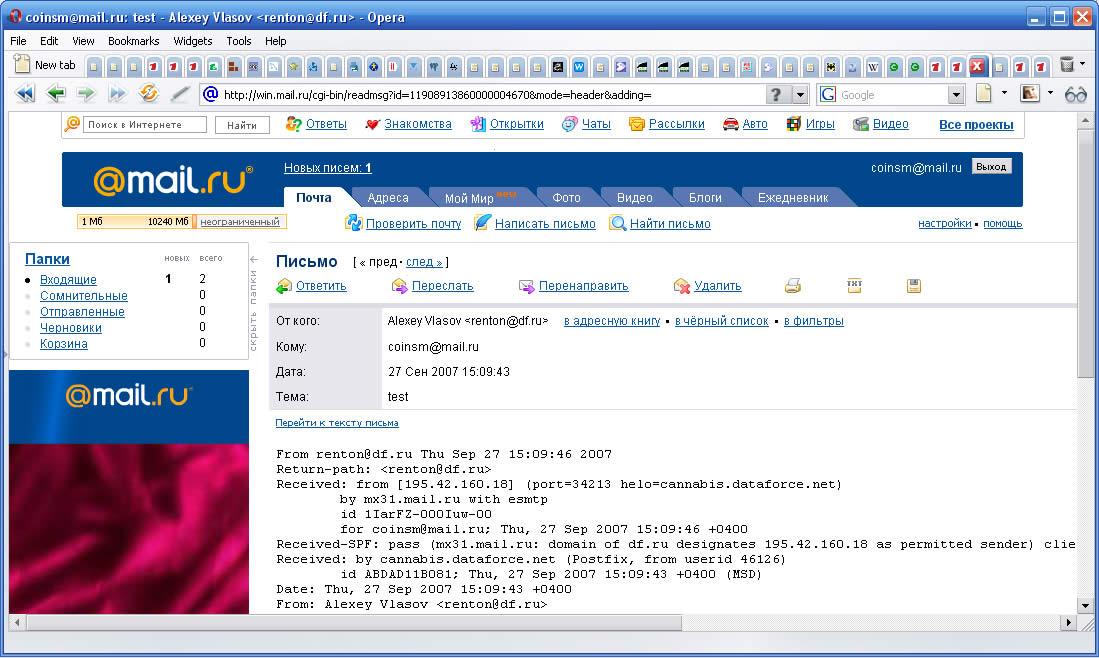 coinsm@mail.ru: test - Alexey Vlasov <renton@df.ru> - Opera
File Edit View Bookmarks Widgets Tools Help
New tab
http://win.mail.ru/cgi-bin/readmsg?id=11908913860000004670&mode=header&adding= ? Google
Поиск в Интернете Найти Ответы Знакомства Открытки Чаты Рассылки Авто Игры Видео Все проекты
@mail.ru® Новых писем: 1 coinsm@mail.ru Выход
Почта Адреса Мой Мир new Фото Видео Блоги Ежедневник
1 Мб 10240 Мб неограниченный Проверить почту Написать письмо Найти письмо настройки • помощь
Папки новых всего
Входящие 1 2
Сомнительные 0
Отправленные 0
Черновики 0
Корзина 0
скрыть папки
@mail.ru
Письмо [ « пред · след » ]
Ответить Переслать Перенаправить Удалить TXT
От кого: Alexey Vlasov <renton@df.ru> в адресную книгу • в чёрный список • в фильтры
Кому: coinsm@mail.ru
Дата: 27 Сен 2007 15:09:43
Тема: test
Перейти к тексту письма
From renton@df.ru Thu Sep 27 15:09:46 2007
Return-path: <renton@df.ru>
Received: from [195.42.160.18] (port=34213 helo=cannabis.dataforce.net)
by mx31.mail.ru with esmtp
id 1IarFZ-000Iuw-00
for coinsm@mail.ru; Thu, 27 Sep 2007 15:09:46 +0400
Received-SPF: pass (mx31.mail.ru: domain of df.ru designates 195.42.160.18 as permitted sender) clie
Received: by cannabis.dataforce.net (Postfix, from userid 46126)
id ABDAD11B081; Thu, 27 Sep 2007 15:09:43 +0400 (MSD)
Date: Thu, 27 Sep 2007 15:09:43 +0400
From: Alexey Vlasov <renton@df.ru>